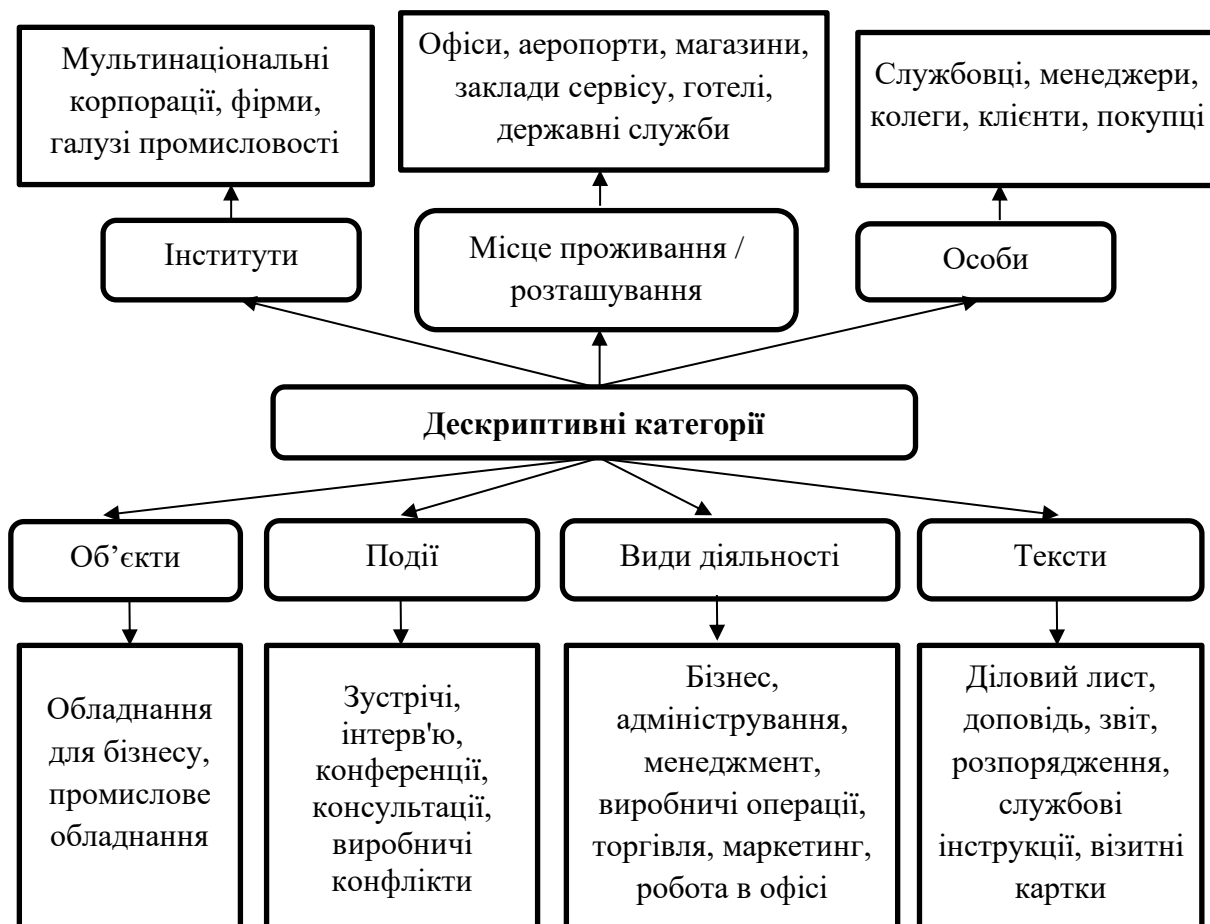 Мультинаціональні
корпорації, фірми,
галузі промисловості
Офіси, аеропорти, магазини,
заклади сервісу, готелі,
державні служби
Службовці, менеджери,
колеги, клієнти, покупці
Інститути
Місце проживання /
розташування
Особи
Дескриптивні категорії
Об’єкти
Події
Види діяльності
Тексти
Обладнання
для бізнесу,
промислове
обладнання
Зустрічі,
інтерв'ю,
конференції,
консультації,
виробничі
конфлікти
Бізнес,
адміністрування,
менеджмент,
виробничі операції,
торгівля, маркетинг,
робота в офісі
Діловий лист,
доповідь, звіт,
розпорядження,
службові
інструкції, візитні
картки